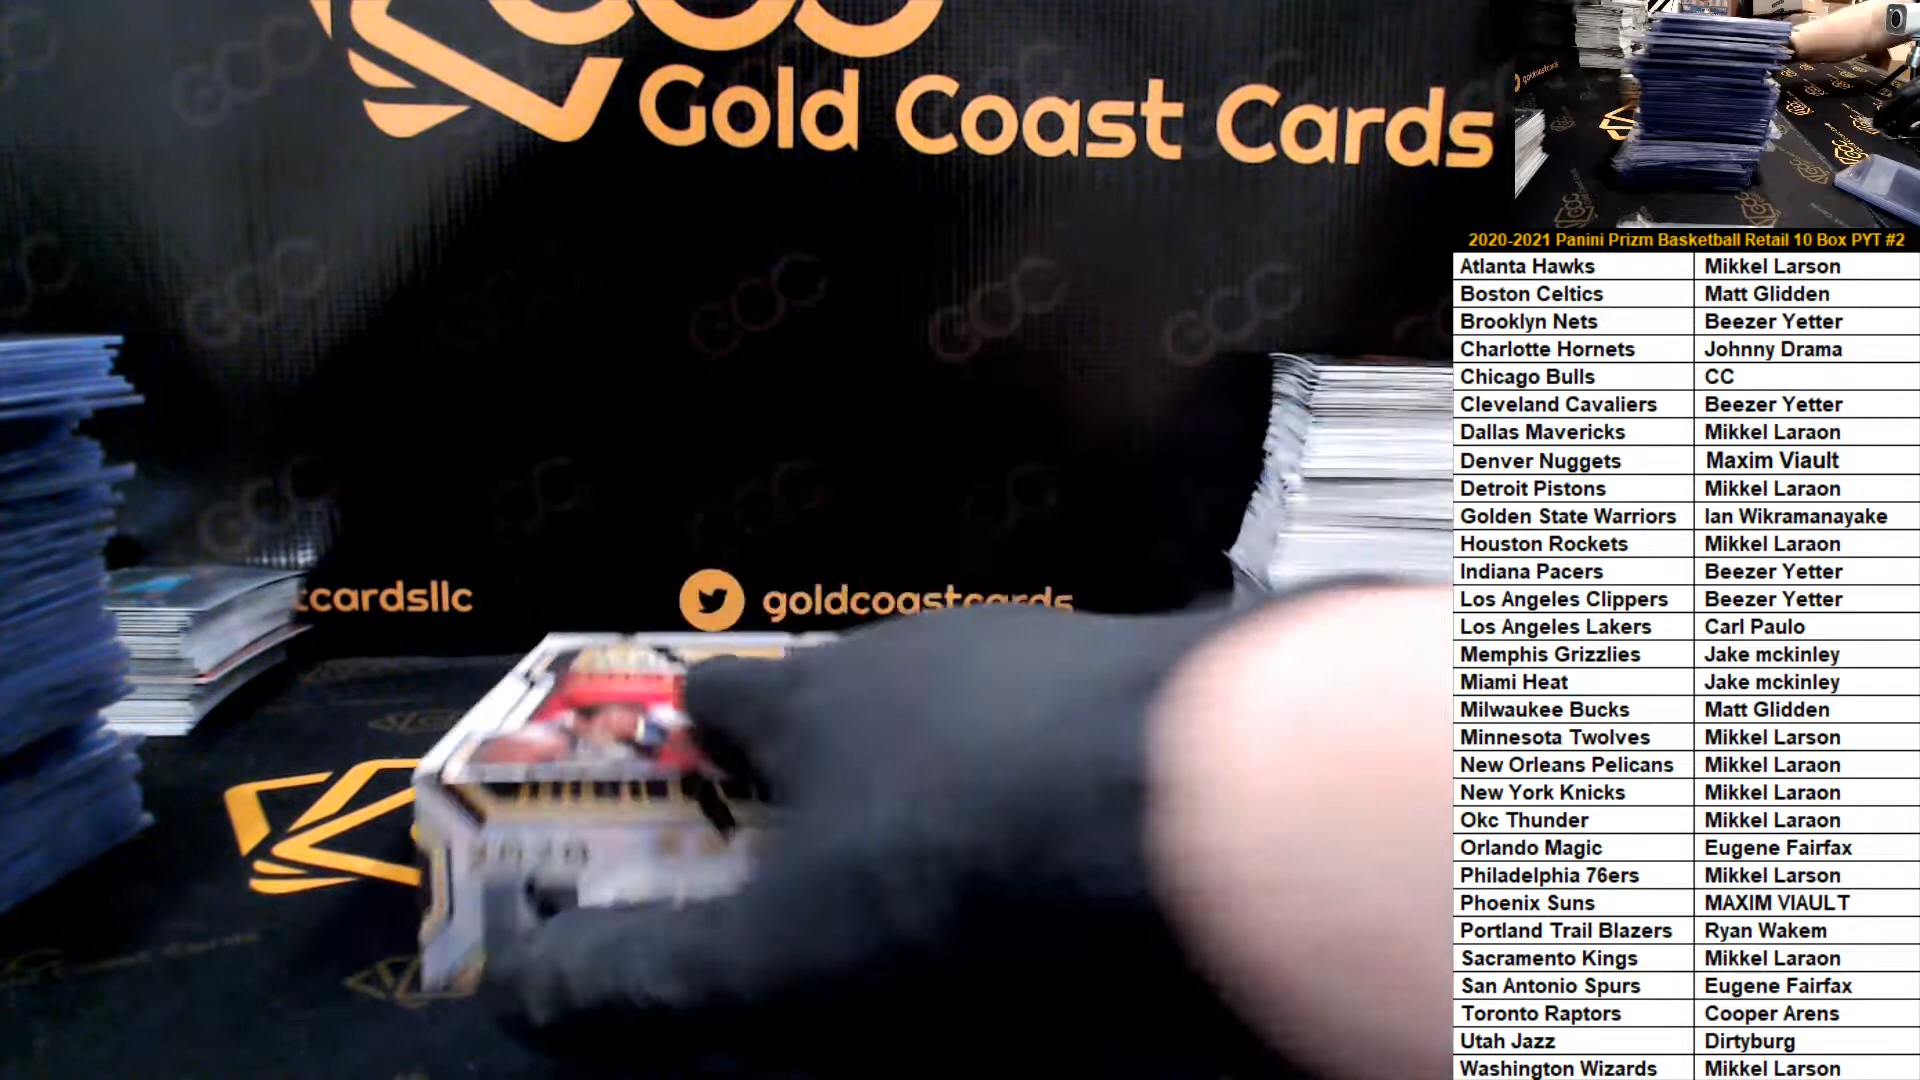 Gold Coast Cards
tcardsllc
goldcoastcards
2020-2021 Panini Prizm Basketball Retail 10 Box PYT #2
Atlanta Hawks Mikkel Larson
Boston Celtics Matt Glidden
Brooklyn Nets Beezer Yetter
Charlotte Hornets Johnny Drama
Chicago Bulls CC
Cleveland Cavaliers Beezer Yetter
Dallas Mavericks Mikkel Laraon
Denver Nuggets Maxim Viault
Detroit Pistons Mikkel Laraon
Golden State Warriors Ian Wikramanayake
Houston Rockets Mikkel Laraon
Indiana Pacers Beezer Yetter
Los Angeles Clippers Beezer Yetter
Los Angeles Lakers Carl Paulo
Memphis Grizzlies Jake mckinley
Miami Heat Jake mckinley
Milwaukee Bucks Matt Glidden
Minnesota Twolves Mikkel Larson
New Orleans Pelicans Mikkel Laraon
New York Knicks Mikkel Laraon
Okc Thunder Mikkel Laraon
Orlando Magic Eugene Fairfax
Philadelphia 76ers Mikkel Larson
Phoenix Suns MAXIM VIAULT
Portland Trail Blazers Ryan Wakem
Sacramento Kings Mikkel Laraon
San Antonio Spurs Eugene Fairfax
Toronto Raptors Cooper Arens
Utah Jazz Dirtyburg
Washington Wizards Mikkel Larson